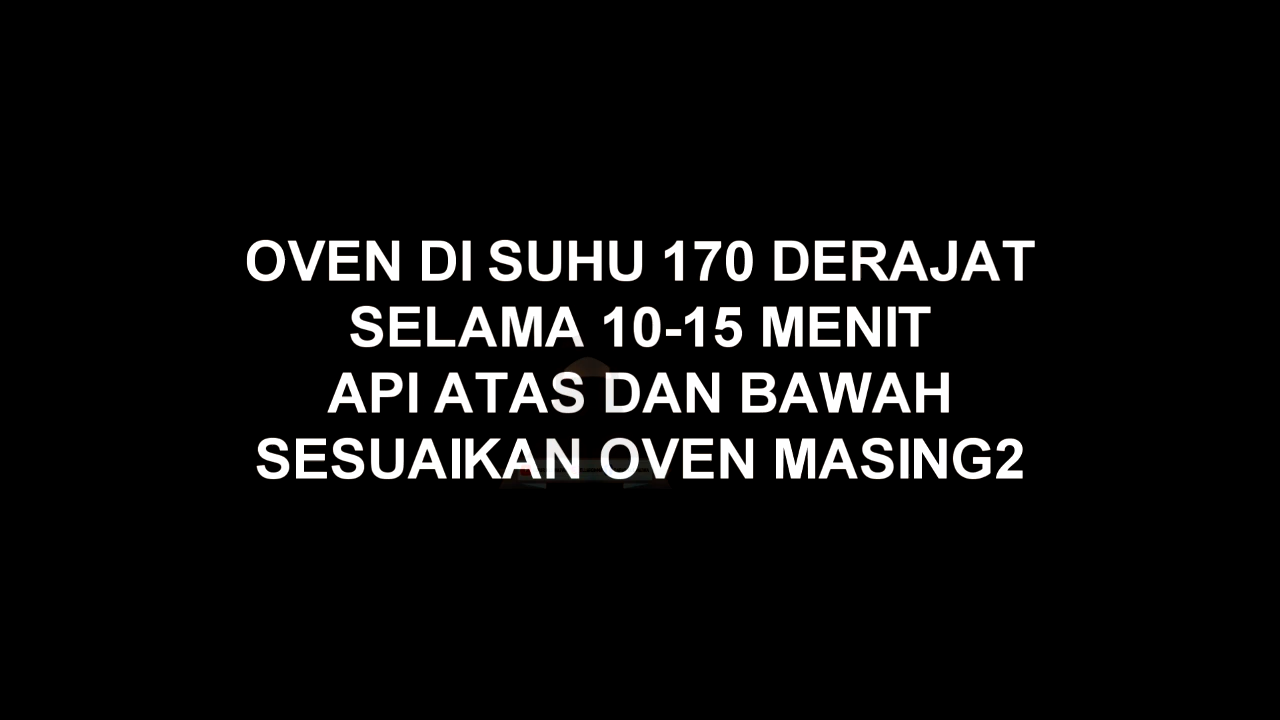 OVEN DI SUHU 170 DERAJAT
SELAMA 10-15 MENIT
API ATAS DAN BAWAH
SESUAIKAN OVEN MASING2